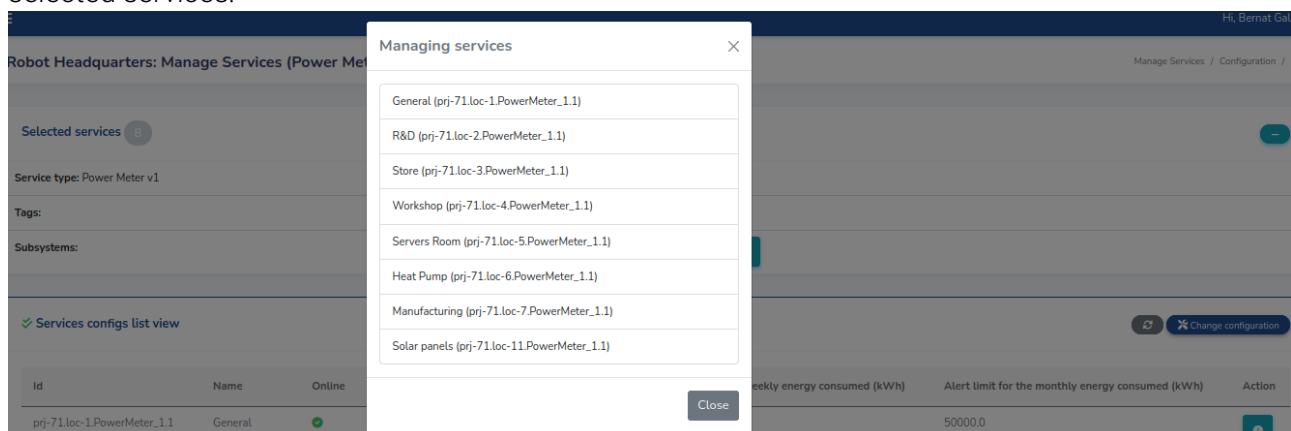 selected services.
Hi, Bernat Gal
Managing services
Robot Headquarters: Manage Services (Power Met
Manage Services / Configuration /
General (prj-71.loc-1.PowerMeter_1.1)
Selected services 8
R&D (prj-71.loc-2.PowerMeter_1.1)
Store (prj-71.loc-3.PowerMeter_1.1)
Service type: Power Meter v1
Workshop (prj-71.loc-4.PowerMeter_1.1)
Tags:
Servers Room (prj-71.loc-5.PowerMeter_1.1)
Subsystems:
Heat Pump (prj-71.loc-6.PowerMeter_1.1)
Manufacturing (prj-71.loc-7.PowerMeter_1.1)
Services configs list view
Change configuration
Solar panels (prj-71.loc-11.PowerMeter_1.1)
Id Name Online eekly energy consumed (kWh) Alert limit for the monthly energy consumed (kWh) Action
Close
prj-71.loc-1.PowerMeter_1.1 General 50000.0